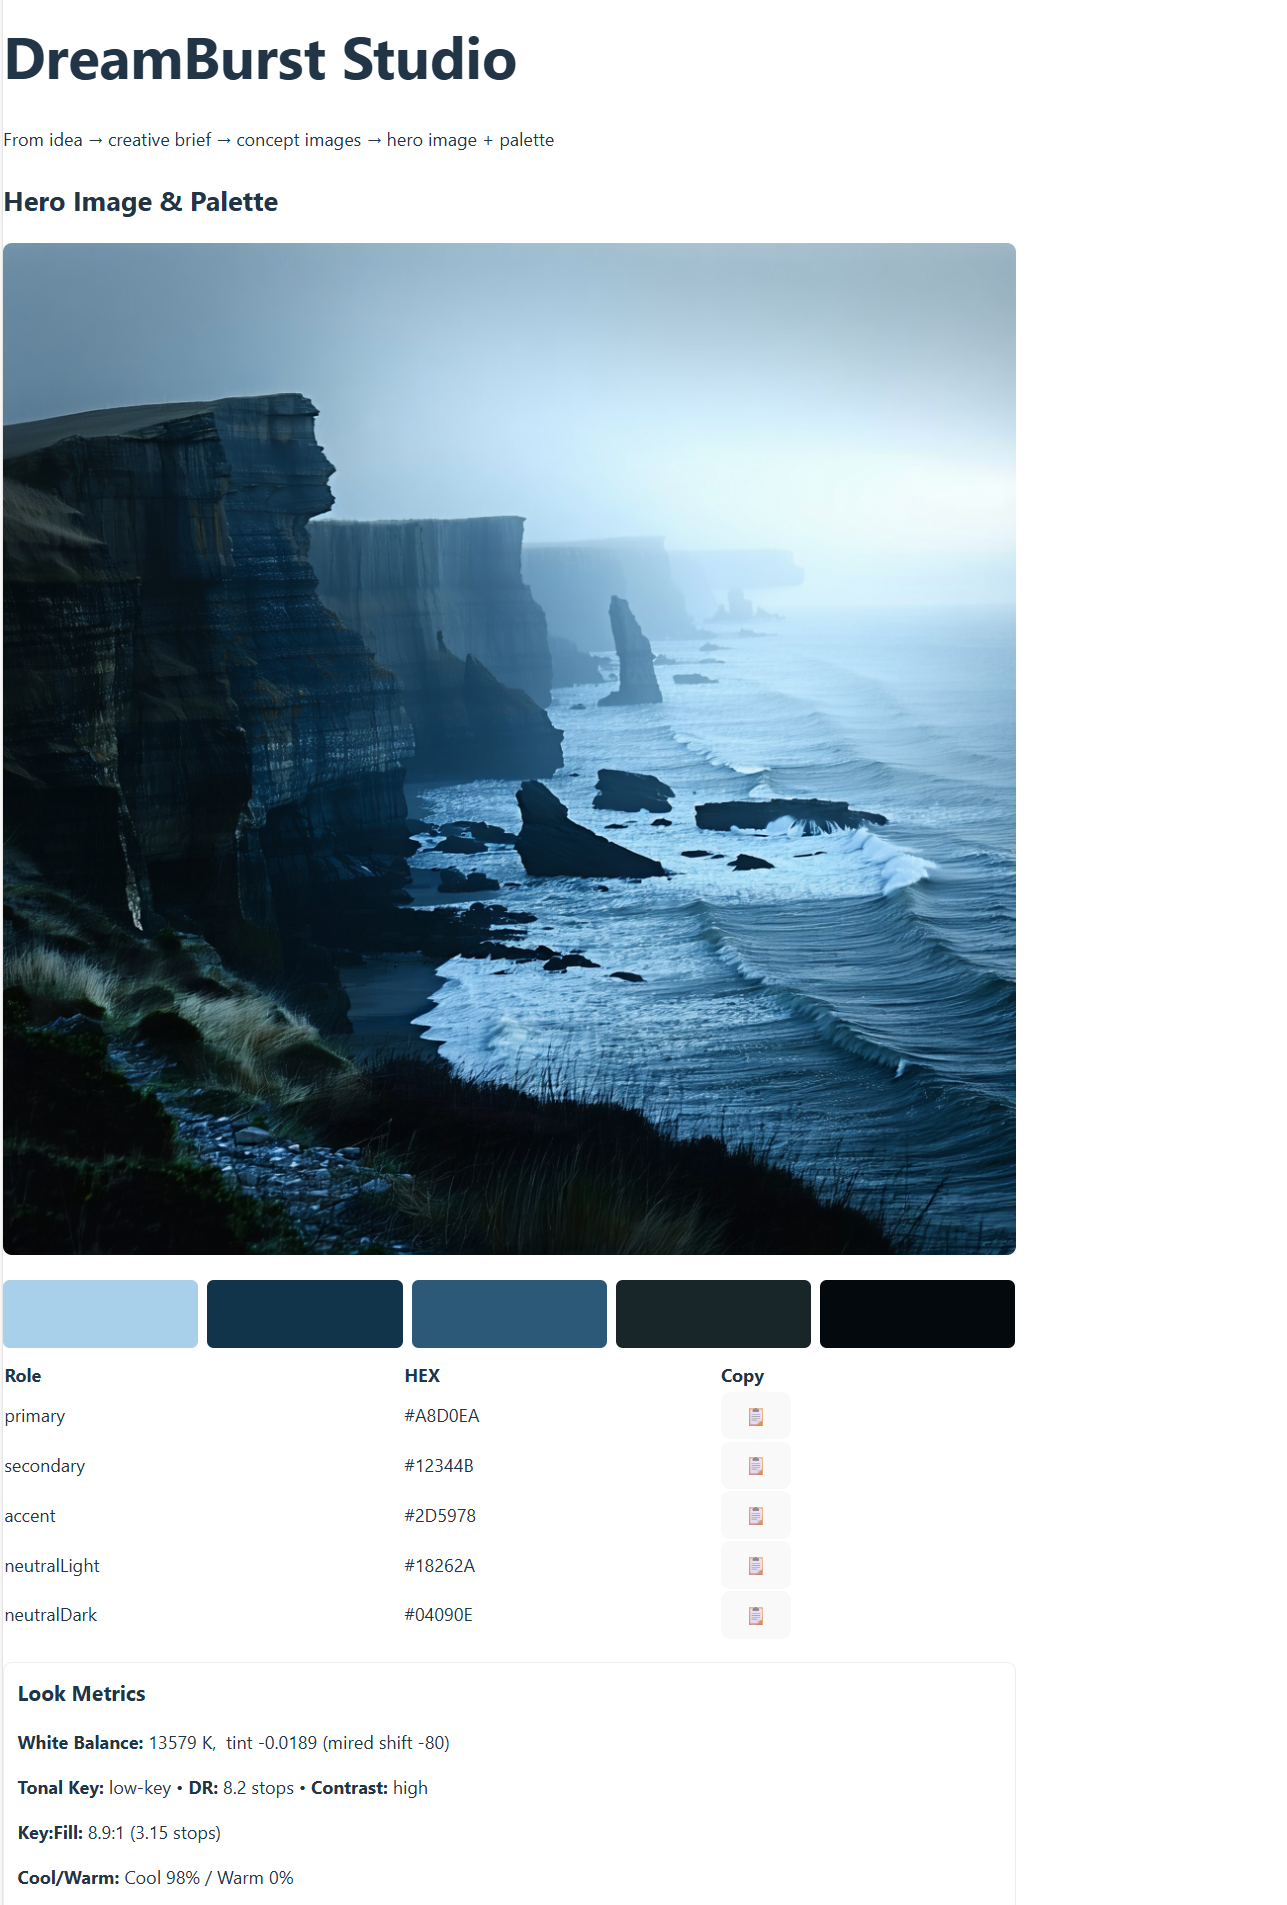 DreamBurst Studio
From idea → creative brief → concept images → hero image + palette
Hero Image & Palette
Role HEX Copy
primary #A8D0EA
secondary #12344B
accent #2D5978
neutralLight #18262A
neutralDark #04090E
Look Metrics
White Balance: 13579 K, tint -0.0189 (mired shift -80)
Tonal Key: low-key • DR: 8.2 stops • Contrast: high
Key:Fill: 8.9:1 (3.15 stops)
Cool/Warm: Cool 98% / Warm 0%